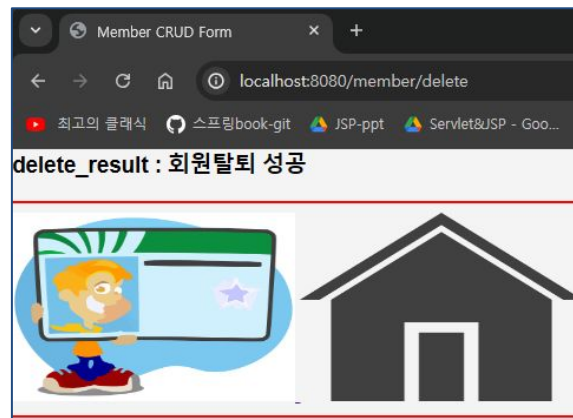 Member CRUD Form
localhost:8080/member/delete
최고의 클래식 스프링book-git JSP-ppt Servlet&JSP - Goo...
delete_result : 회원탈퇴 성공